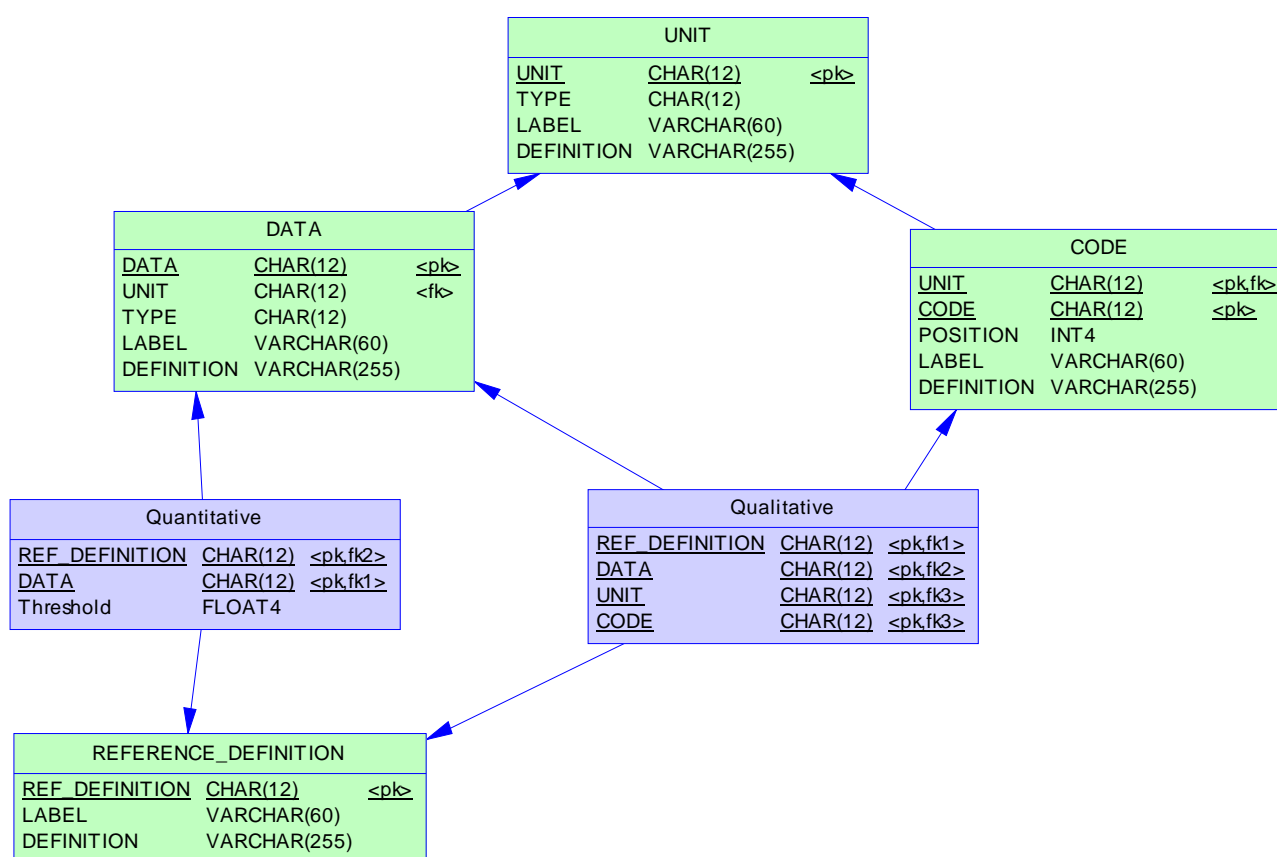 UNIT
UNIT CHAR(12) <pk>
TYPE CHAR(12)
LABEL VARCHAR(60)
DEFINITION VARCHAR(255)
DATA
DATA CHAR(12) <pk>
UNIT CHAR(12) <fk>
TYPE CHAR(12)
LABEL VARCHAR(60)
DEFINITION VARCHAR(255)
CODE
UNIT CHAR(12) <pk,fk>
CODE CHAR(12) <pk>
POSITION INT4
LABEL VARCHAR(60)
DEFINITION VARCHAR(255)
Quantitative
REF_DEFINITION CHAR(12) <pk,fk2>
DATA CHAR(12) <pk,fk1>
Threshold FLOAT4
Qualitative
REF_DEFINITION CHAR(12) <pk,fk1>
DATA CHAR(12) <pk,fk2>
UNIT CHAR(12) <pk,fk3>
CODE CHAR(12) <pk,fk3>
REFERENCE_DEFINITION
REF_DEFINITION CHAR(12) <pk>
LABEL VARCHAR(60)
DEFINITION VARCHAR(255)